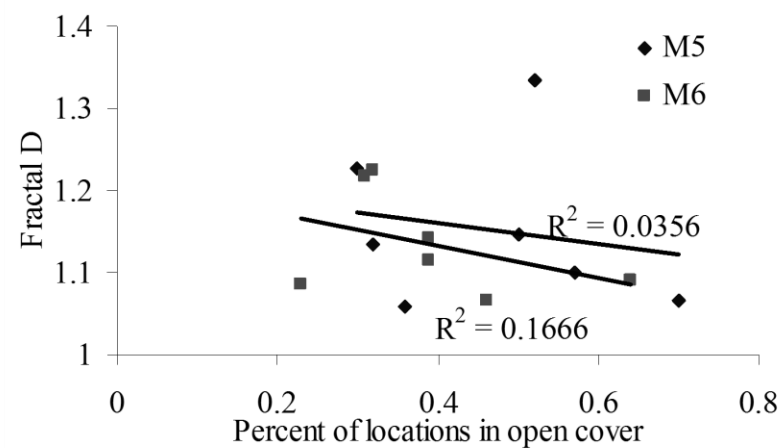 1.4
M5
1.3
M6
Fractal D
1.2
R² = 0.0356
1.1
R² = 0.1666
1
0 0.2 0.4 0.6 0.8
Percent of locations in open cover